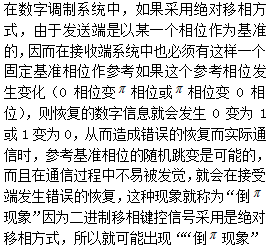 在数字调制系统中，如果采用绝对移相方
式，由于发送端是以某一个相位作为基准
的，因而在接收端系统中也必须有这样一个
固定基准相位作参考如果这个参考相位发
生变化（0 相位变π相位或π相位变 0 相
位），则恢复的数字信息就会发生 0 变为 1
或 1 变为 0，从而造成错误的恢复而实际通
信时，参考基准相位的随机跳变是可能的，
而且在通信过程中不易被发觉，就会在接受
端发生错误的恢复，这种现象就称为“倒π
现象”因为二进制移相键控信号采用是绝对
移相方式，所以就可能出现““倒π现象”